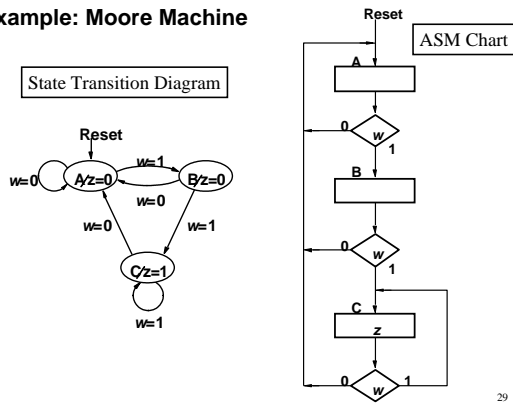 xample: Moore Machine
State Transition Diagram
Reset
w=1
w=0
A/z=0
B/z=0
w=0
w=0
w=1
C/z=1
w=1
Reset
ASM Chart
A
0
w
1
B
0
w
1
C
z
0
w
1
29